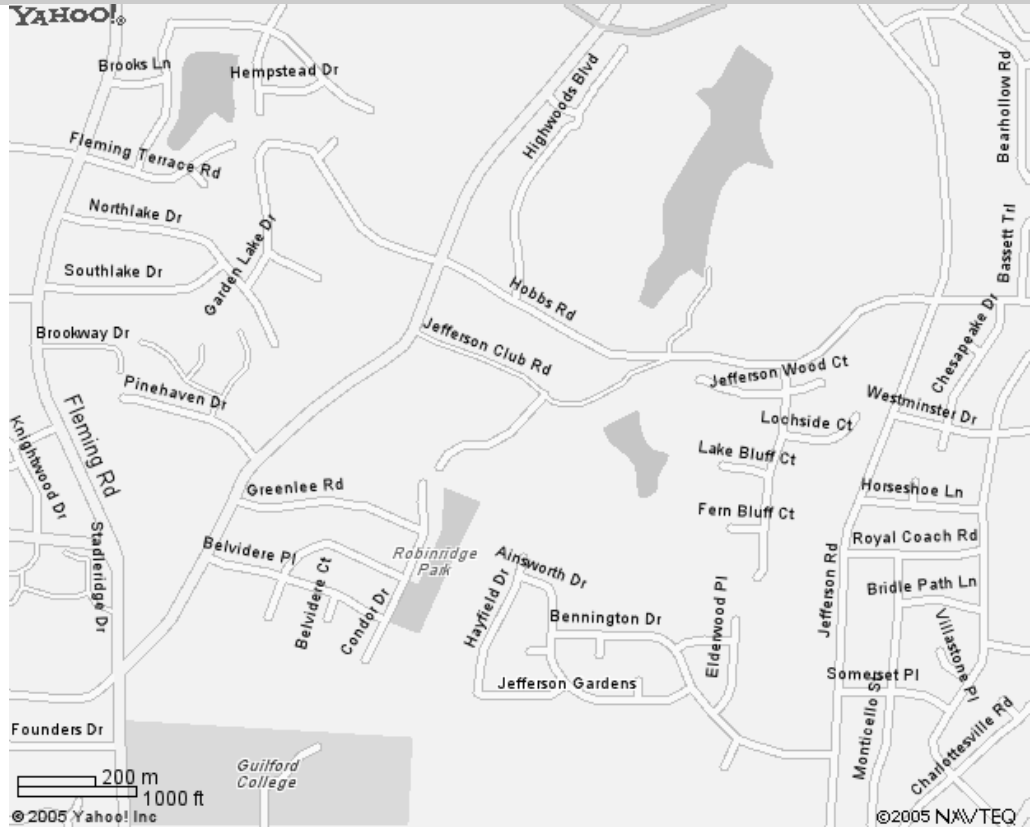 YAHOO!®
Brooks Ln
Hempstead Dr
Highwoods Blvd
Bearhollow Rd
Fleming Terrace Rd
Northlake Dr
Garden Lake Dr
Bassett Trl
Southlake Dr
Hobbs Rd
Chesapeake Dr
Brookway Dr
Jefferson Club Rd
Jefferson Wood Ct
Pinehaven Dr
Westminster Dr
Fleming Rd
Lochside Ct
Knightwood Dr
Lake Bluff Ct
Greenlee Rd
Horseshoe Ln
Fern Bluff Ct
Stadleridge Dr
Belvidere Pl
Robinridge
Park
Ainsworth Dr
Royal Coach Rd
Belvidere Ct
Condor Dr
Hayfield Dr
Bennington Dr
Elderwood Pl
Jefferson Rd
Bridle Path Ln
Villastone Pl
Jefferson Gardens
Somerset Pl
Monticello S
Charlottesville Rd
Founders Dr
Guilford
College
200 m
1000 ft
©2005 Yahoo! Inc
©2005 NAVTEQ